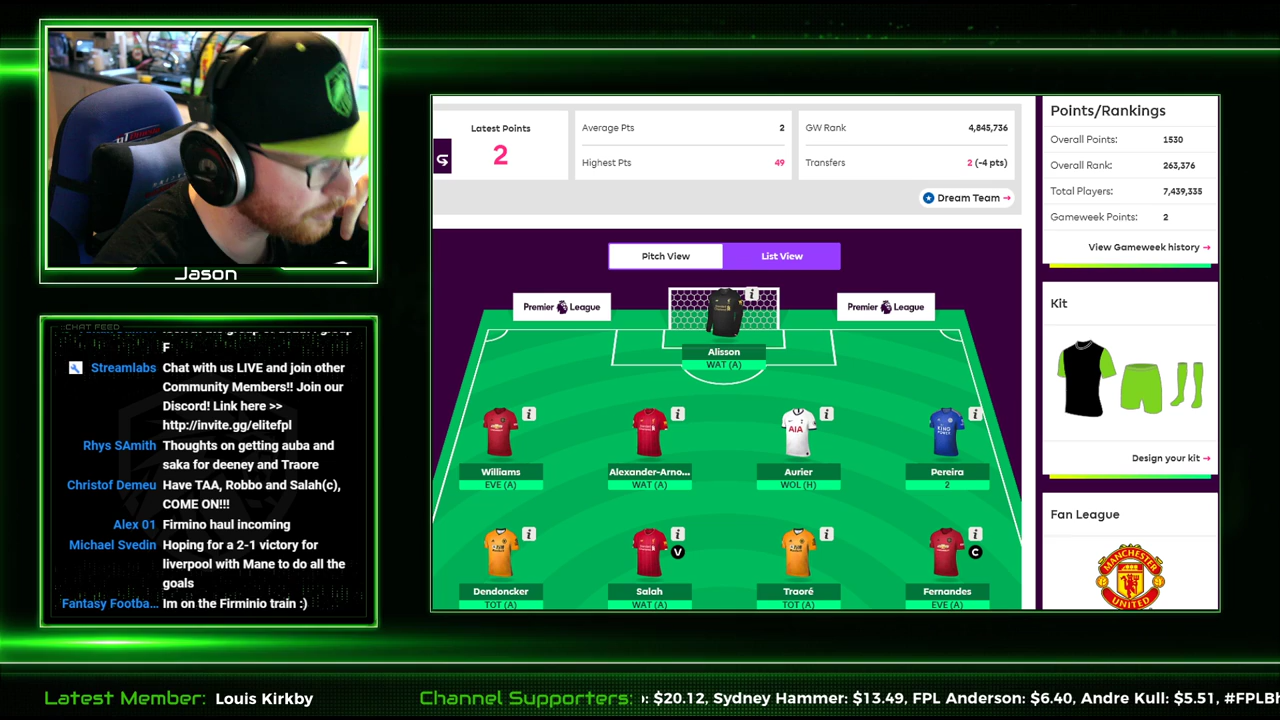 Jason
CHAT FEED
F
Streamlabs Chat with us LIVE and join other
Community Members!! Join our
Discord! Link here >>
http://invite.gg/elitefpl
Rhys SAmith Thoughts on getting auba and
saka for deeney and Traore
Christof Demeu Have TAA, Robbo and Salah(c),
COME ON!!!
Alex 01 Firmino haul incoming
Michael Svedin Hoping for a 2-1 victory for
liverpool with Mane to do all the
goals
Fantasy Footba... Im on the Firminio train :)
Latest Points
2
Average Pts 2
Highest Pts 49
GW Rank 4,845,736
Transfers 2 (-4 pts)
Dream Team →
Pitch View List View
Premier League Premier League
Alisson
WAT (A)
Williams Alexander-Arno... Aurier Pereira
EVE (A) WAT (A) WOL (H) 2
AIA
KING POWER
V C
Dendoncker Salah Traoré Fernandes
TOT (A) WAT (A) TOT (A) EVE (A)
Points/Rankings
Overall Points: 1530
Overall Rank: 263,376
Total Players: 7,439,335
Gameweek Points: 2
View Gameweek history →
Kit
Design your kit →
Fan League
MANCHESTER
UNITED
Latest Member: Louis Kirkby Channel Supporters: : $20.12, Sydney Hammer: $13.49, FPL Anderson: $6.40, Andre Kull: $5.51,